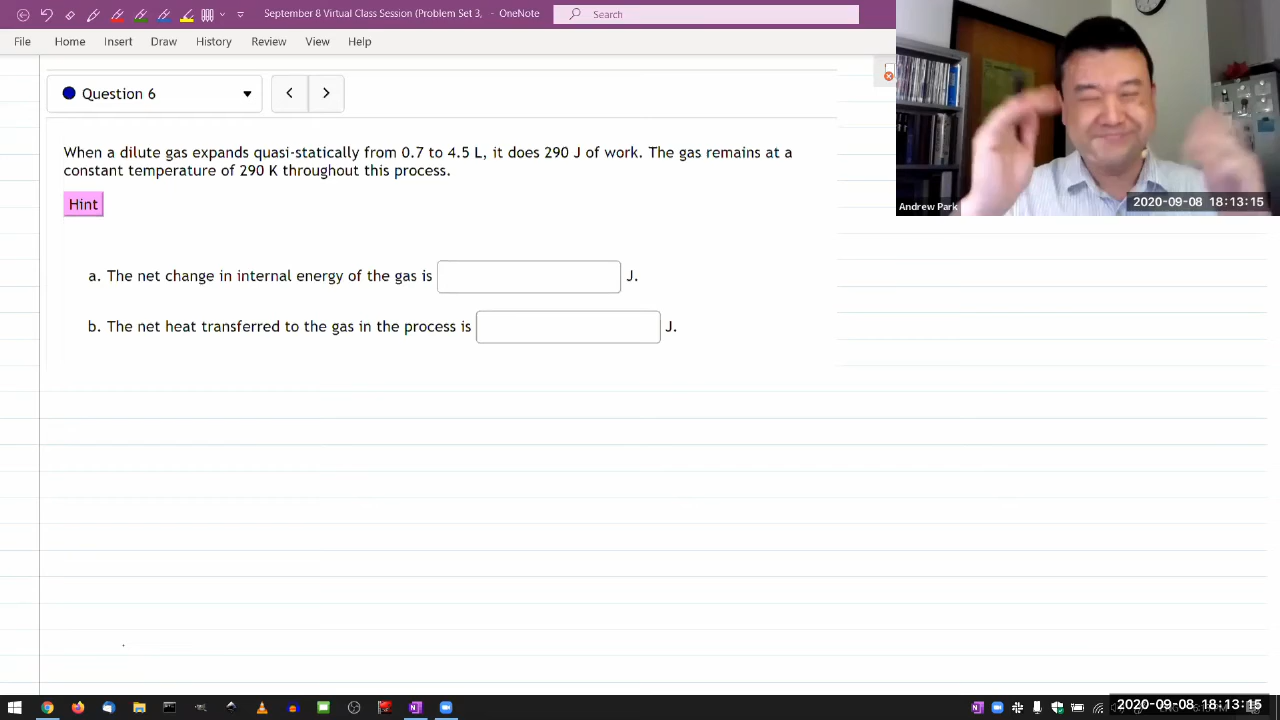 September 8 Virtual Class Session (Problem Set 3, - OneNote
Search
File Home Insert Draw History Review View Help
Question 6
When a dilute gas expands quasi-statically from 0.7 to 4.5 L, it does 290 J of work. The gas remains at a
constant temperature of 290 K throughout this process.
Hint
a. The net change in internal energy of the gas is J.
b. The net heat transferred to the gas in the process is J.
Andrew Park
2020-09-08 18:13:15
2020-09-08 18:13:15